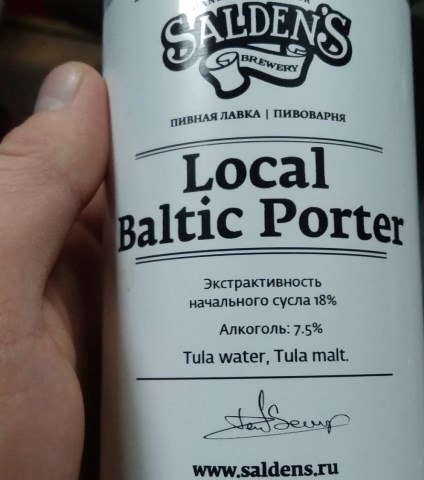 SALDEN'S
BREWERY
ПИВНАЯ ЛАВКА | ПИВОВАРНЯ
Local
Baltic Porter
Экстрактивность
начального сусла 18%
Алкоголь: 7.5%
Tula water, Tula malt.
www.saldens.ru